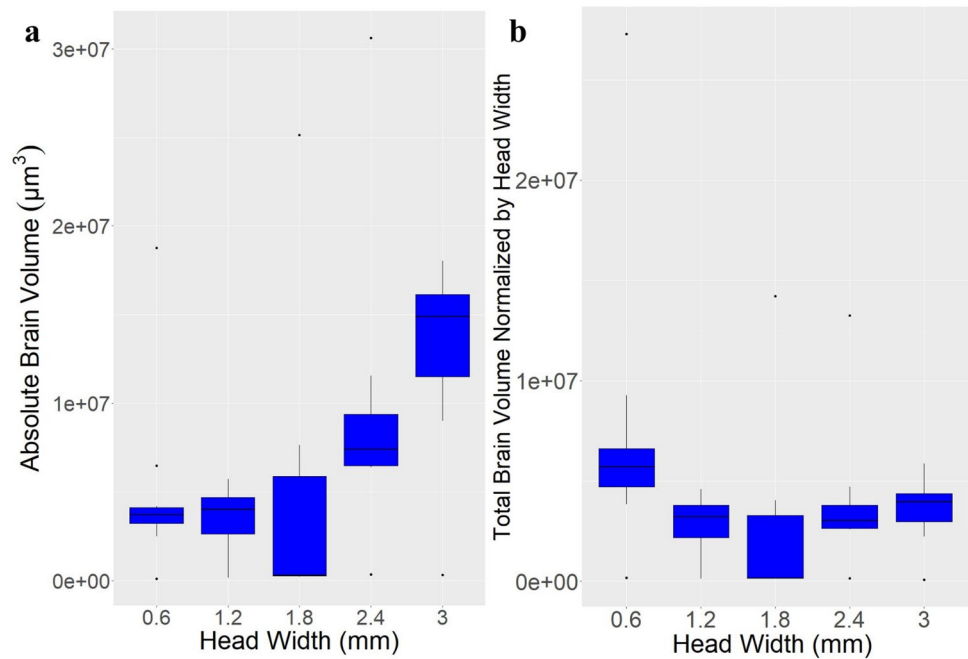 a
Absolute Brain Volume (μm³)
3e+07
2e+07
1e+07
0e+00
0.6 1.2 1.8 2.4 3
Head Width (mm)
b
Total Brain Volume Normalized by Head Width
2e+07
1e+07
0e+00
0.6 1.2 1.8 2.4 3
Head Width (mm)